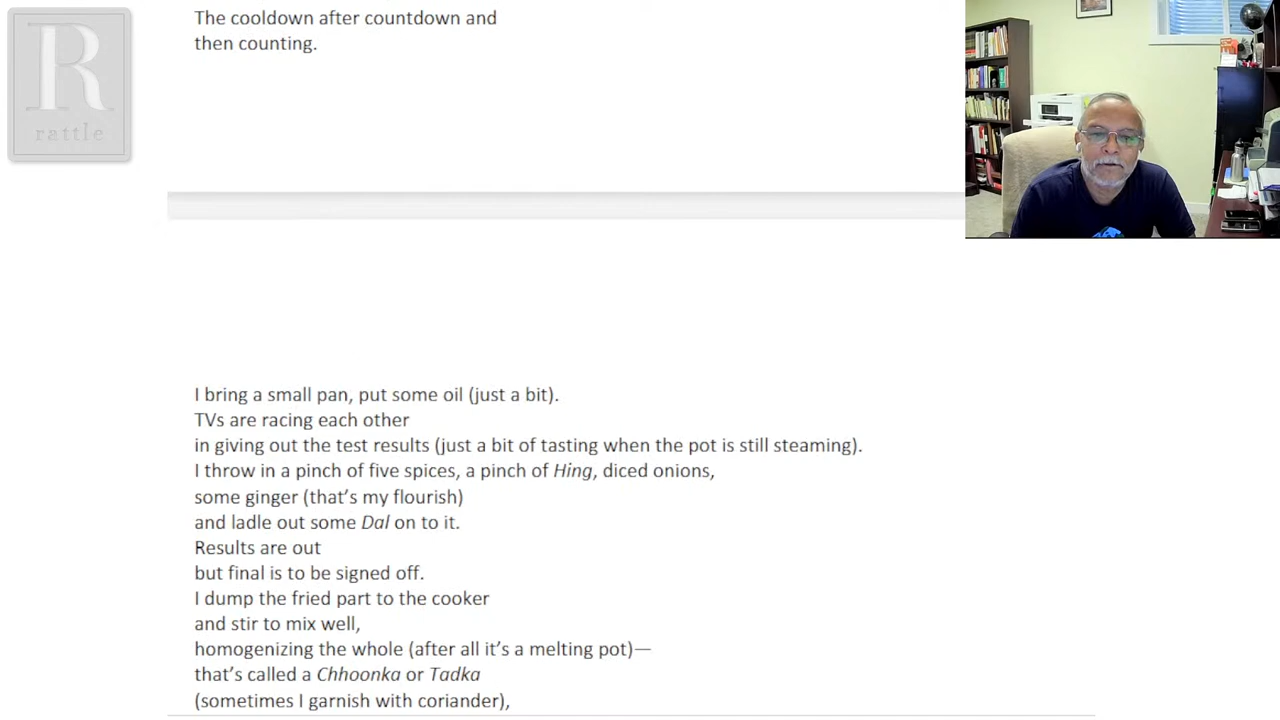 R
rattle
The cooldown after countdown and
then counting.
I bring a small pan, put some oil (just a bit).
TVs are racing each other
in giving out the test results (just a bit of tasting when the pot is still steaming).
I throw in a pinch of five spices, a pinch of Hing, diced onions,
some ginger (that's my flourish)
and ladle out some Dal on to it.
Results are out
but final is to be signed off.
I dump the fried part to the cooker
and stir to mix well,
homogenizing the whole (after all it's a melting pot)—
that's called a Chhoonka or Tadka
(sometimes I garnish with coriander),